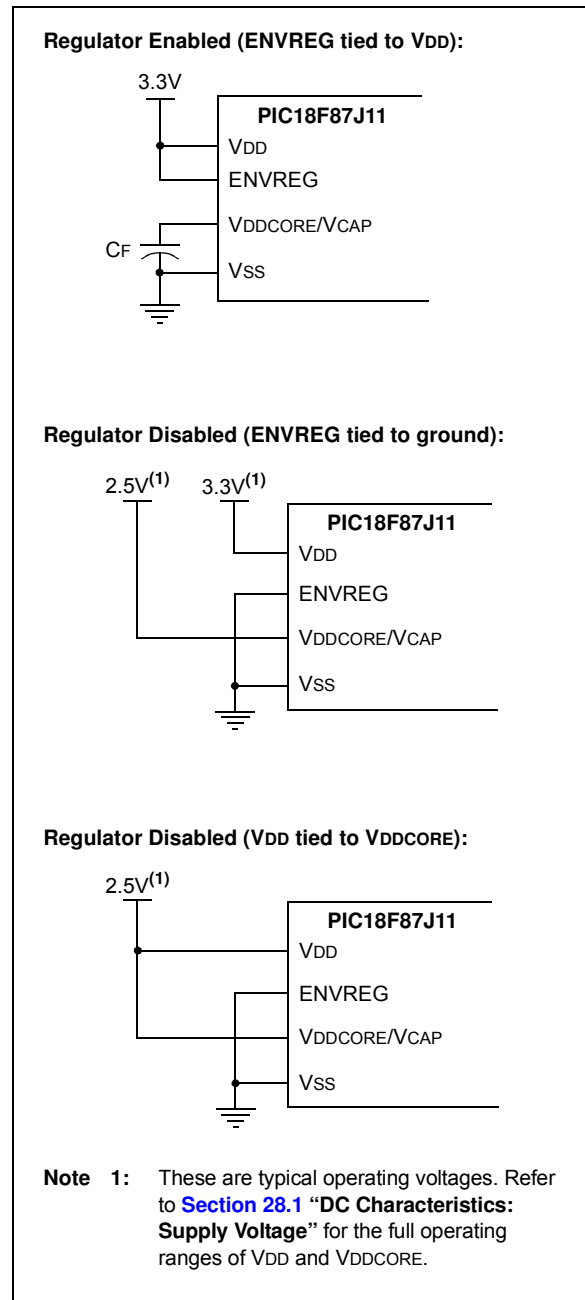 Regulator Enabled (ENVREG tied to VDD):
3.3V
PIC18F87J11
VDD
ENVREG
VDDCORE/VCAP
CF
VSS
Regulator Disabled (ENVREG tied to ground):
2.5V(1) 3.3V(1)
PIC18F87J11
VDD
ENVREG
VDDCORE/VCAP
VSS
Regulator Disabled (VDD tied to VDDCORE):
2.5V(1)
PIC18F87J11
VDD
ENVREG
VDDCORE/VCAP
VSS
Note 1: These are typical operating voltages. Refer
to Section 28.1 “DC Characteristics:
Supply Voltage” for the full operating
ranges of VDD and VDDCORE.